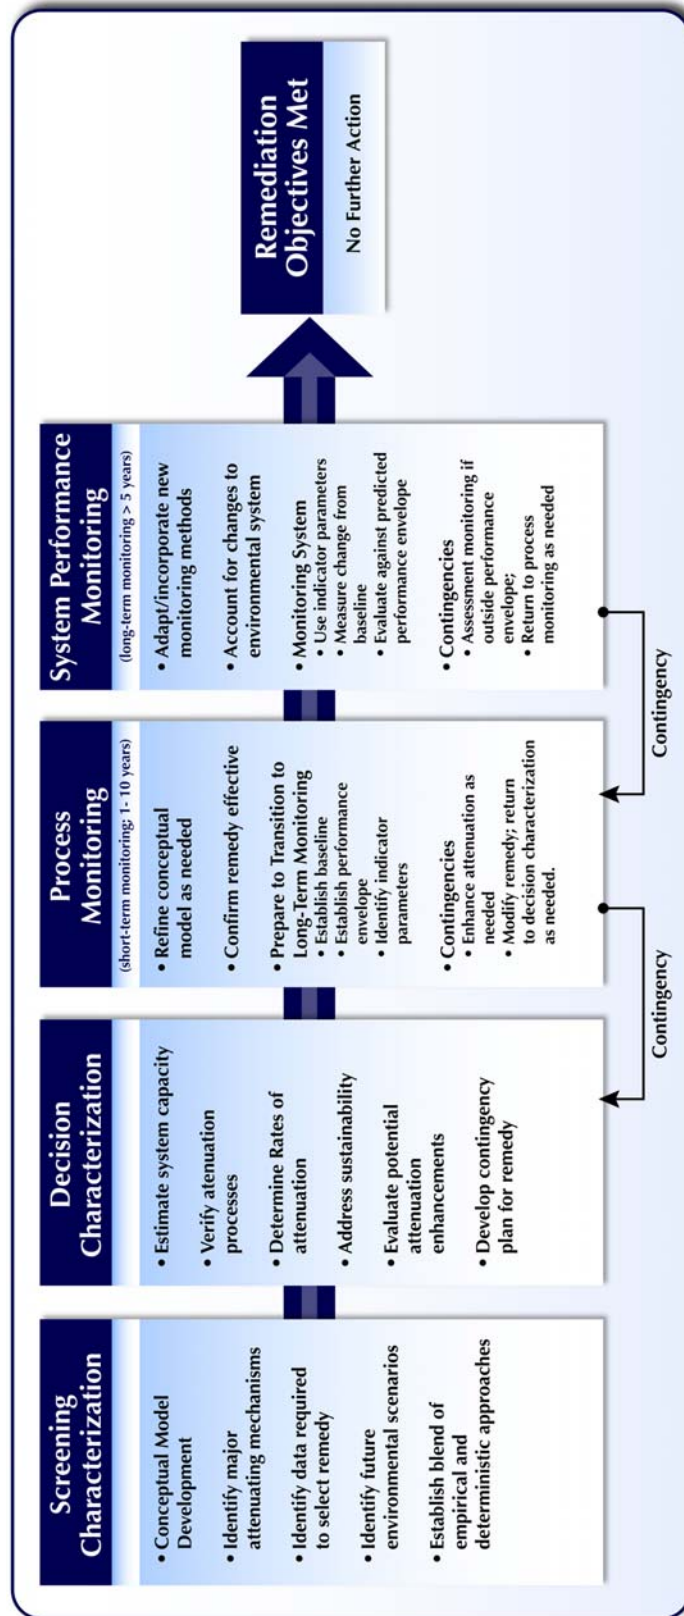 Screening
Characterization
• Conceptual Model
Development
• Identify major
attenuating mechanisms
• Identify data required
to select remedy
• Identify future
environmental scenarios
• Establish blend of
empirical and
deterministic approaches
Decision
Characterization
• Estimate system capacity
• Verify atenuation
processes
• Determine Rates of
attenuation
• Address sustainability
• Evaluate potential
attenuation
enhancements
• Develop contingency
plan for remedy
Process
Monitoring
(short-term monitoring; 1- 10 years)
• Refine conceptual
model as needed
• Confirm remedy effective
• Prepare to Transition to
Long-Term Monitoring
• Establish baseline
• Establish performance
envelope
• Identify indicator
parameters
• Contingencies
• Enhance attenuation as
needed
• Modify remedy; return
to decision characterization
as needed.
System Performance
Monitoring
(long-term monitoring > 5 years)
• Adapt/incorporate new
monitoring methods
• Account for changes to
environmental system
• Monitoring System
• Use indicator parameters
• Measure change from
baseline
• Evaluate against predicted
performance envelope
• Contingencies
• Assessment monitoring if
outside performance
envelope;
• Return to process
monitoring as needed
Remediation
Objectives Met
No Further Action
Contingency
Contingency